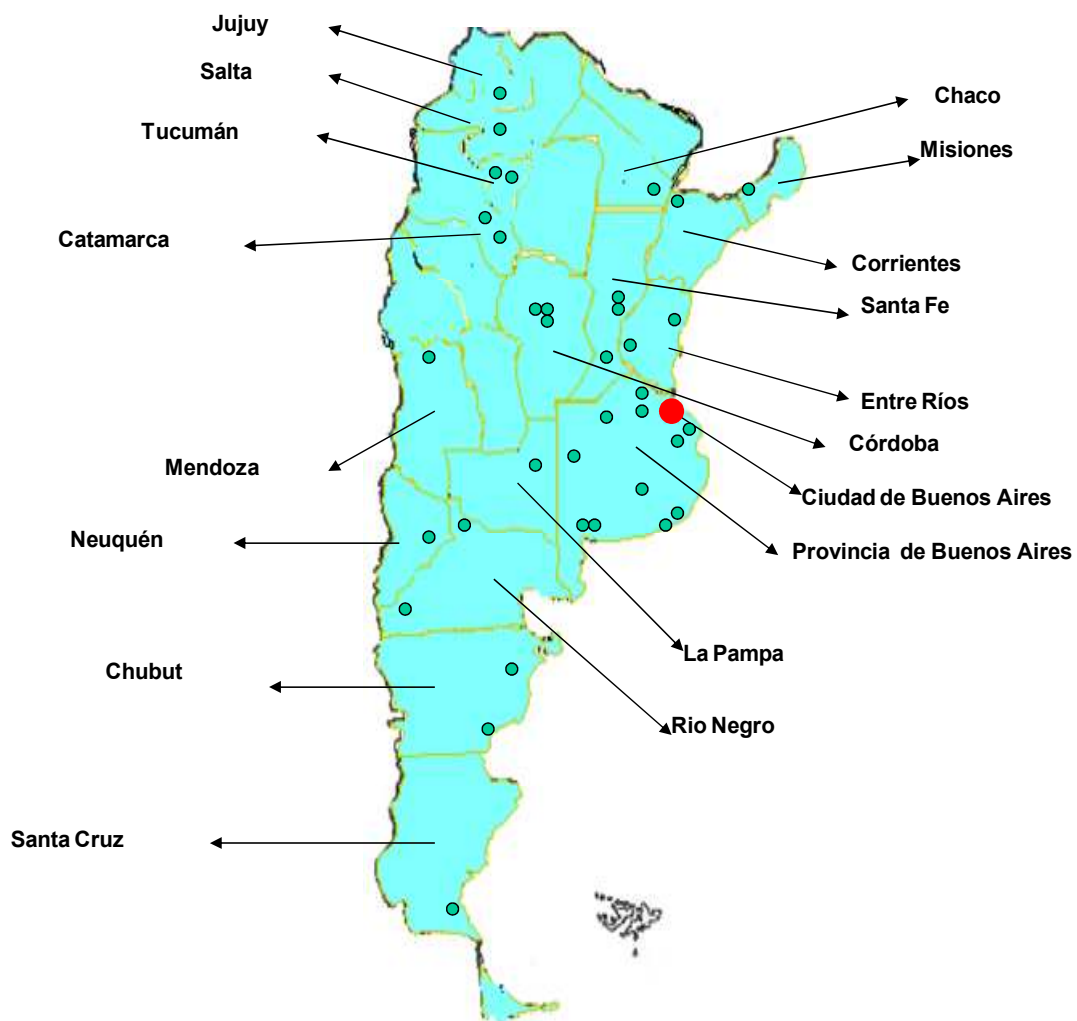 Jujuy
Salta
Tucumán
Catamarca
Mendoza
Neuquén
Chubut
Santa Cruz
Chaco
Misiones
Corrientes
Santa Fe
Entre Ríos
Córdoba
Ciudad de Buenos Aires
Provincia de Buenos Aires
La Pampa
Rio Negro